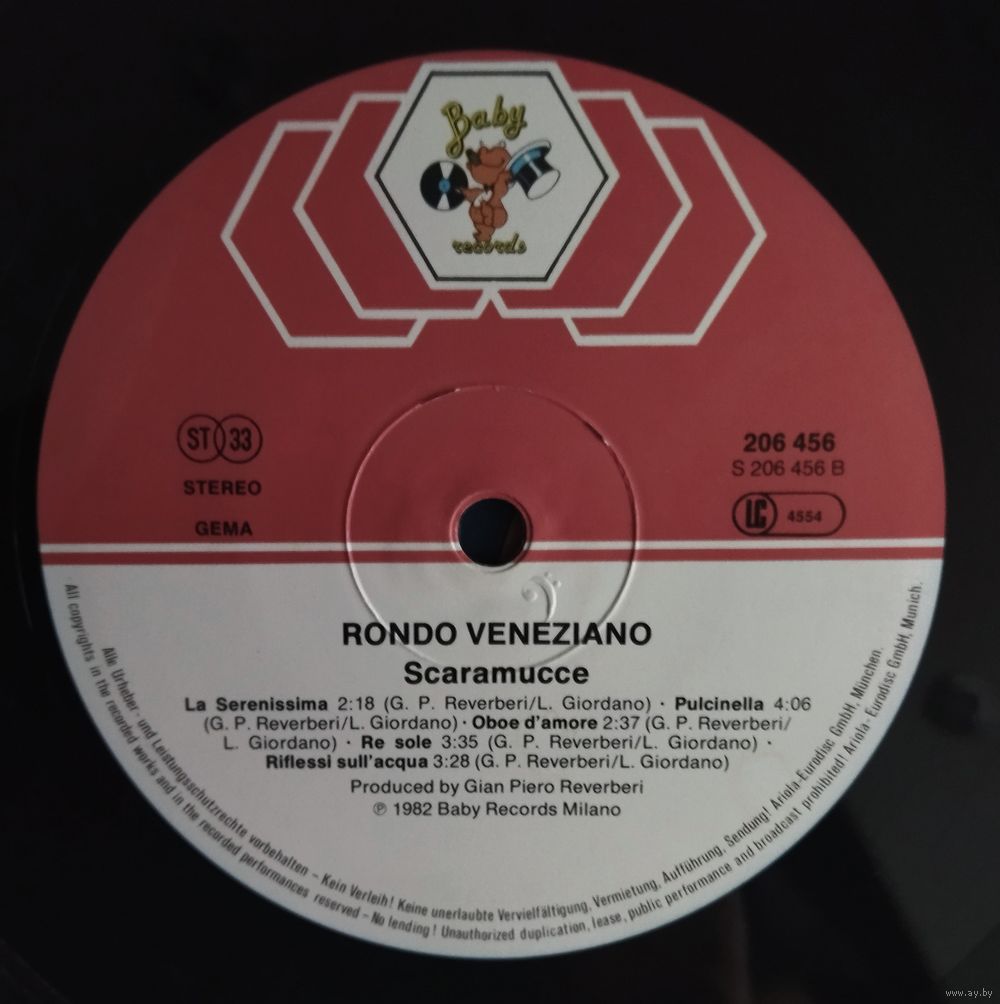 Baby
records
ST 33
STEREO
GEMA
206 456
S 206 456 B
LC 4554
RONDO VENEZIANO
Scaramucce
La Serenissima 2:18 (G. P. Reverberi/L. Giordano) · Pulcinella 4:06
(G. P. Reverberi/L. Giordano) · Oboe d'amore 2:37 (G. P. Reverberi/
L. Giordano) · Re sole 3:35 (G. P. Reverberi/L. Giordano) ·
Riflessi sull'acqua 3:28 (G. P. Reverberi/L. Giordano)
Produced by Gian Piero Reverberi
℗ 1982 Baby Records Milano
Alle Urheber- und Leistungsschutzrechte vorbehalten – Kein Verleih! Keine unerlaubte Vervielfältigung, Vermietung, Aufführung, Sendung! Ariola-Eurodisc GmbH, München.
All copyrights in the recorded works and in the recorded performances reserved – No lending! Unauthorized duplication, lease, public performance and broadcast prohibited! Ariola-Eurodisc GmbH, Munich.
www.ay.by